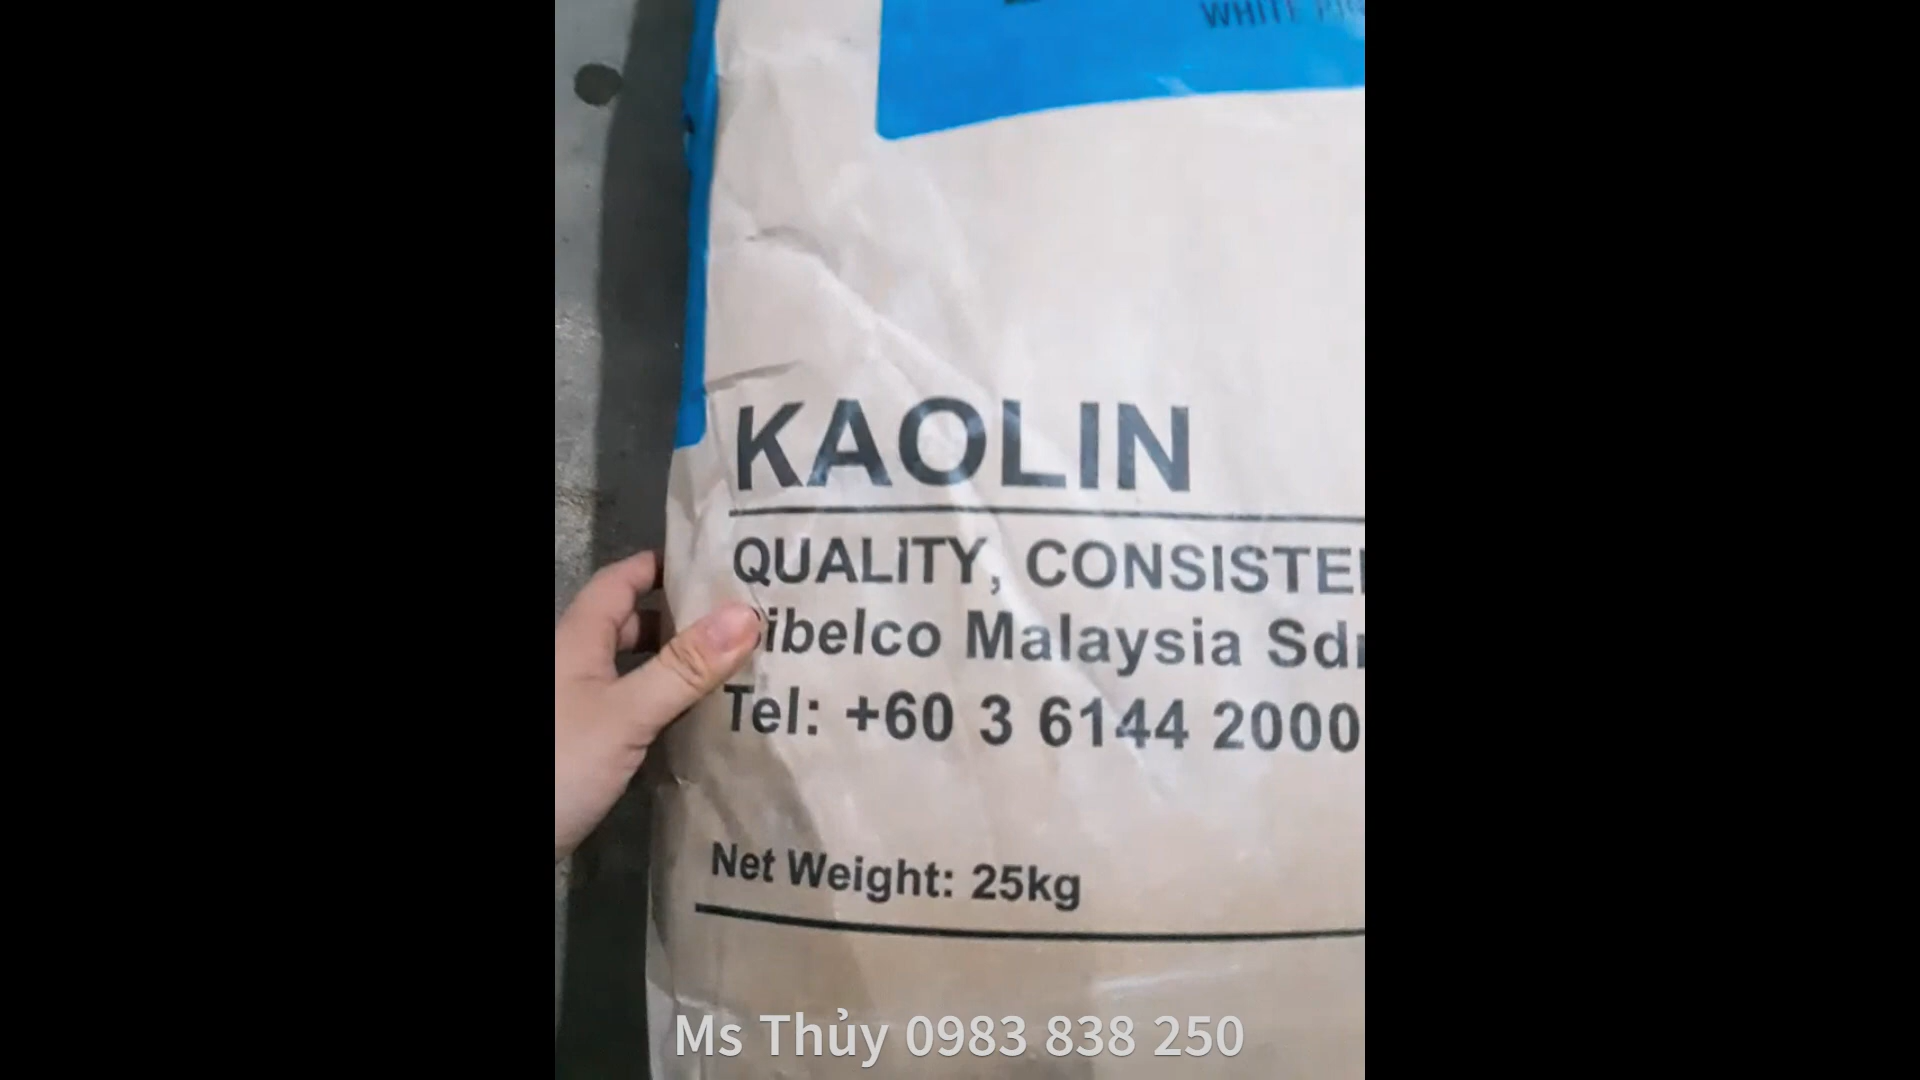 WHITE
KAOLIN
QUALITY, CONSISTE
ibelco Malaysia Sd
Tel: +60 3 6144 2000
Net Weight: 25kg
Ms Thủy 0983 838 250